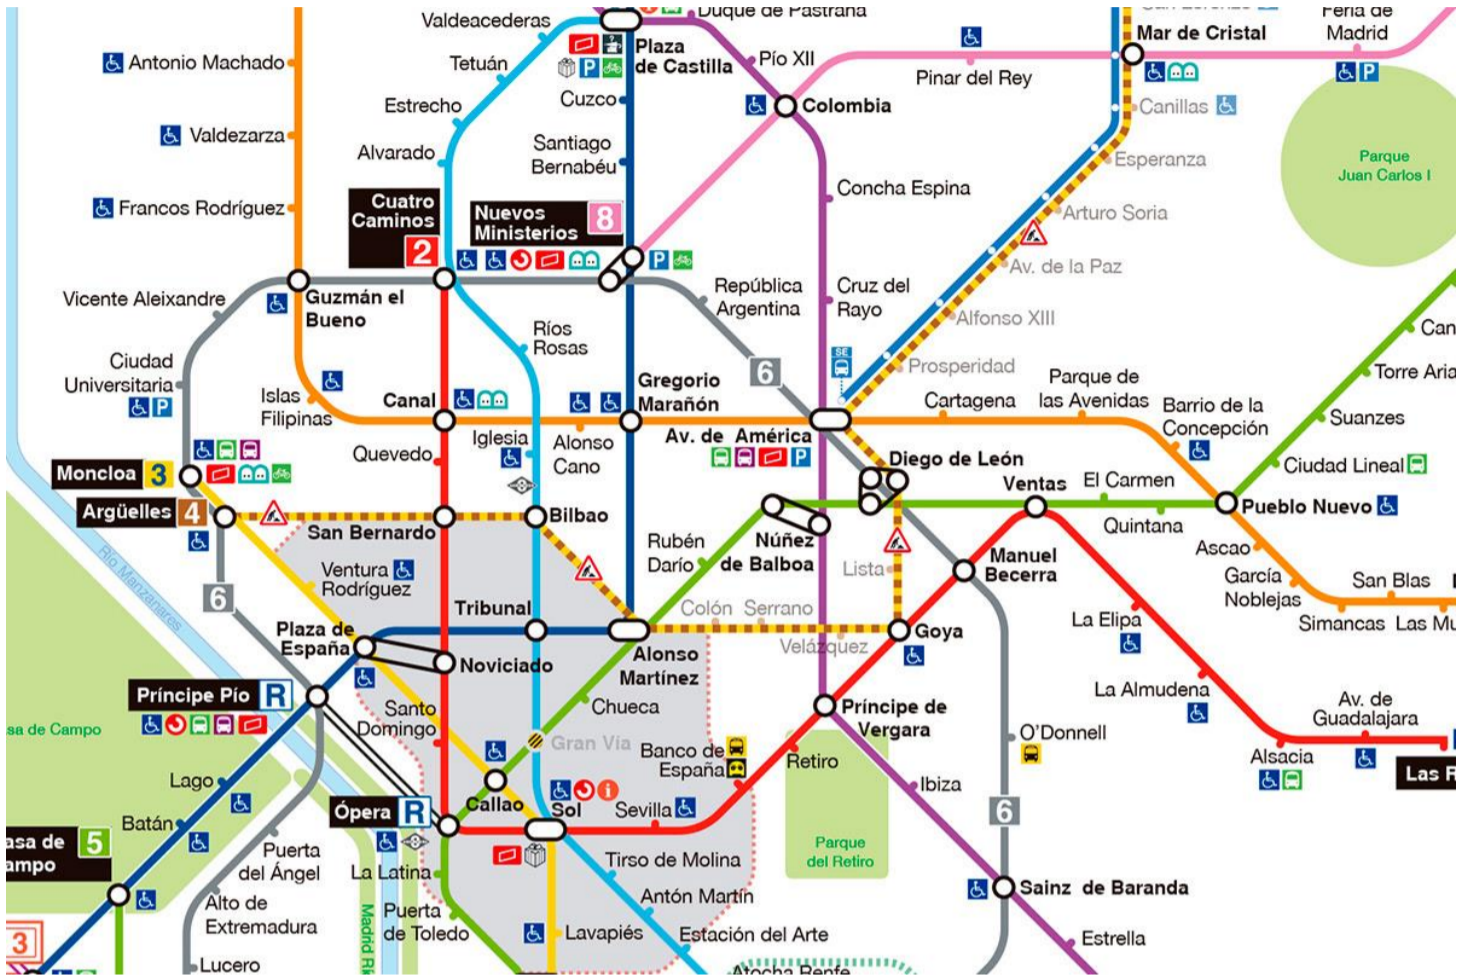 Valdeacederas
Duque de Pastrana
Feria de
Madrid
Mar de Cristal
Plaza
de Castilla
P
Pío XII
Antonio Machado
Tetuán
Pinar del Rey
P
Cuzco
Colombia
Canillas
Estrecho
Valdezarza
Santiago
Bernabéu
Alvarado
Esperanza
Parque
Juan Carlos I
Concha Espina
Francos Rodríguez
Cuatro
Caminos
2
Nuevos
Ministerios
8
Arturo Soria
P
Av. de la Paz
Vicente Aleixandre
Guzmán el
Bueno
República
Argentina
Cruz del
Rayo
Alfonso XIII
Ríos
Rosas
Can
SE
Ciudad
Universitaria
P
6
Prosperidad
Torre Aria
Islas
Filipinas
Canal
Gregorio
Marañón
Cartagena
Parque de
las Avenidas
Barrio de la
Concepción
Suanzes
Quevedo
Iglesia
Alonso
Cano
Av. de América
P
Moncloa 3
Diego de León
Ciudad Lineal
Ventas
El Carmen
Argüelles 4
San Bernardo
Bilbao
Pueblo Nuevo
Quintana
Río Manzanares
Rubén
Darío
Núñez
de Balboa
Manuel
Becerra
Ascao
Ventura
Rodríguez
Lista
García
Noblejas
San Blas
6
Tribunal
Colón
Serrano
La Elipa
Simancas
Las Mu
Plaza de
España
Noviciado
Alonso
Martínez
Velázquez
Goya
Príncipe Pío R
Santo
Domingo
Chueca
Príncipe de
Vergara
La Almudena
Av. de
Guadalajara
sa de Campo
Gran Vía
Banco de
España
Retiro
O'Donnell
Alsacia
Las R
Lago
Callao
Ibiza
Ópera R
Sol
i
Sevilla
6
Batán
asa de
ampo
5
Puerta
del Ángel
La Latina
Tirso de Molina
Parque
del Retiro
Alto de
Extremadura
Puerta
de Toledo
Antón Martín
Sainz de Baranda
Madrid Rí
Lavapiés
Estación del Arte
Estrella
3
Lucero
Atocha Renfe